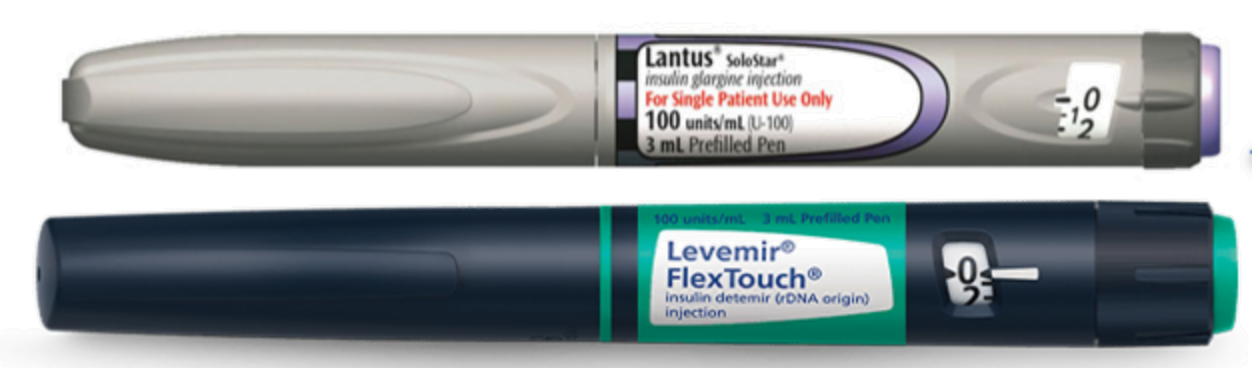 Lantus® SoloStar®
insulin glargine injection
For Single Patient Use Only
100 units/mL (U-100)
3 mL Prefilled Pen
0
1
2
100 units/mL 3 mL Prefilled Pen
Levemir®
FlexTouch®
insulin detemir (rDNA origin)
injection
0
2